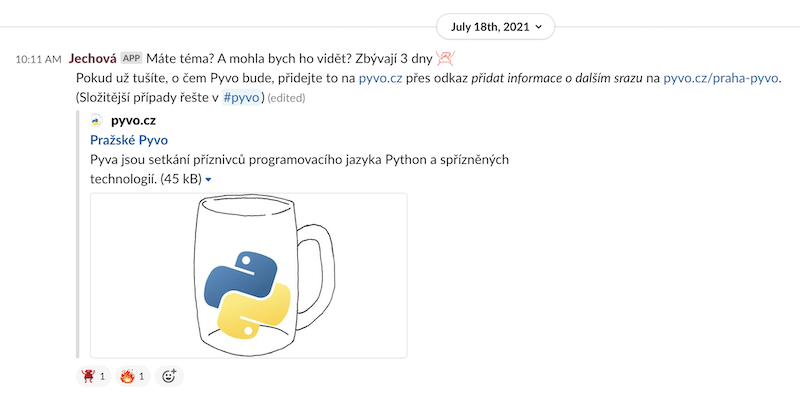 July 18th, 2021
10:11 AM Jechová APP Máte téma? A mohla bych ho vidět? Zbývají 3 dny
Pokud už tušíte, o čem Pyvo bude, přidejte to na pyvo.cz přes odkaz přidat informace o dalším srazu na pyvo.cz/praha-pyvo.
(Složitější případy řešte v #pyvo) (edited)
pyvo.cz
Pražské Pyvo
Pyva jsou setkání příznivců programovacího jazyka Python a spřízněných
technologií. (45 kB)
1 1